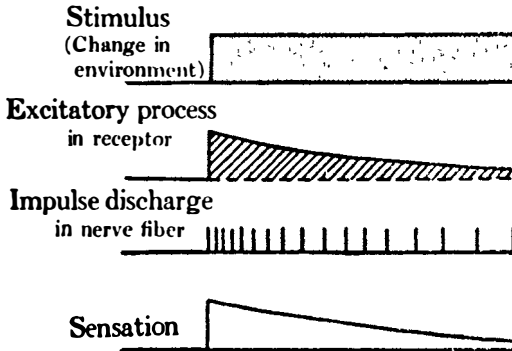 Stimulus
(Change in
environment)
Excitatory process
in receptor
Impulse discharge
in nerve fiber
Sensation